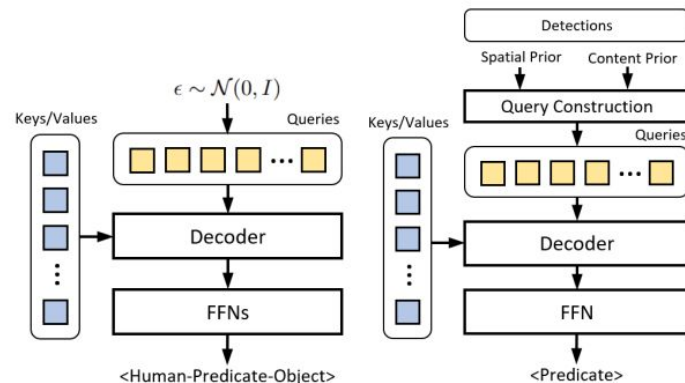 ϵ ∼ N(0, I)
Keys/Values
Queries
...
Decoder
FFNs
<Human-Predicate-Object>
Detections
Spatial Prior
Content Prior
Query Construction
Keys/Values
Queries
...
Decoder
FFN
<Predicate>